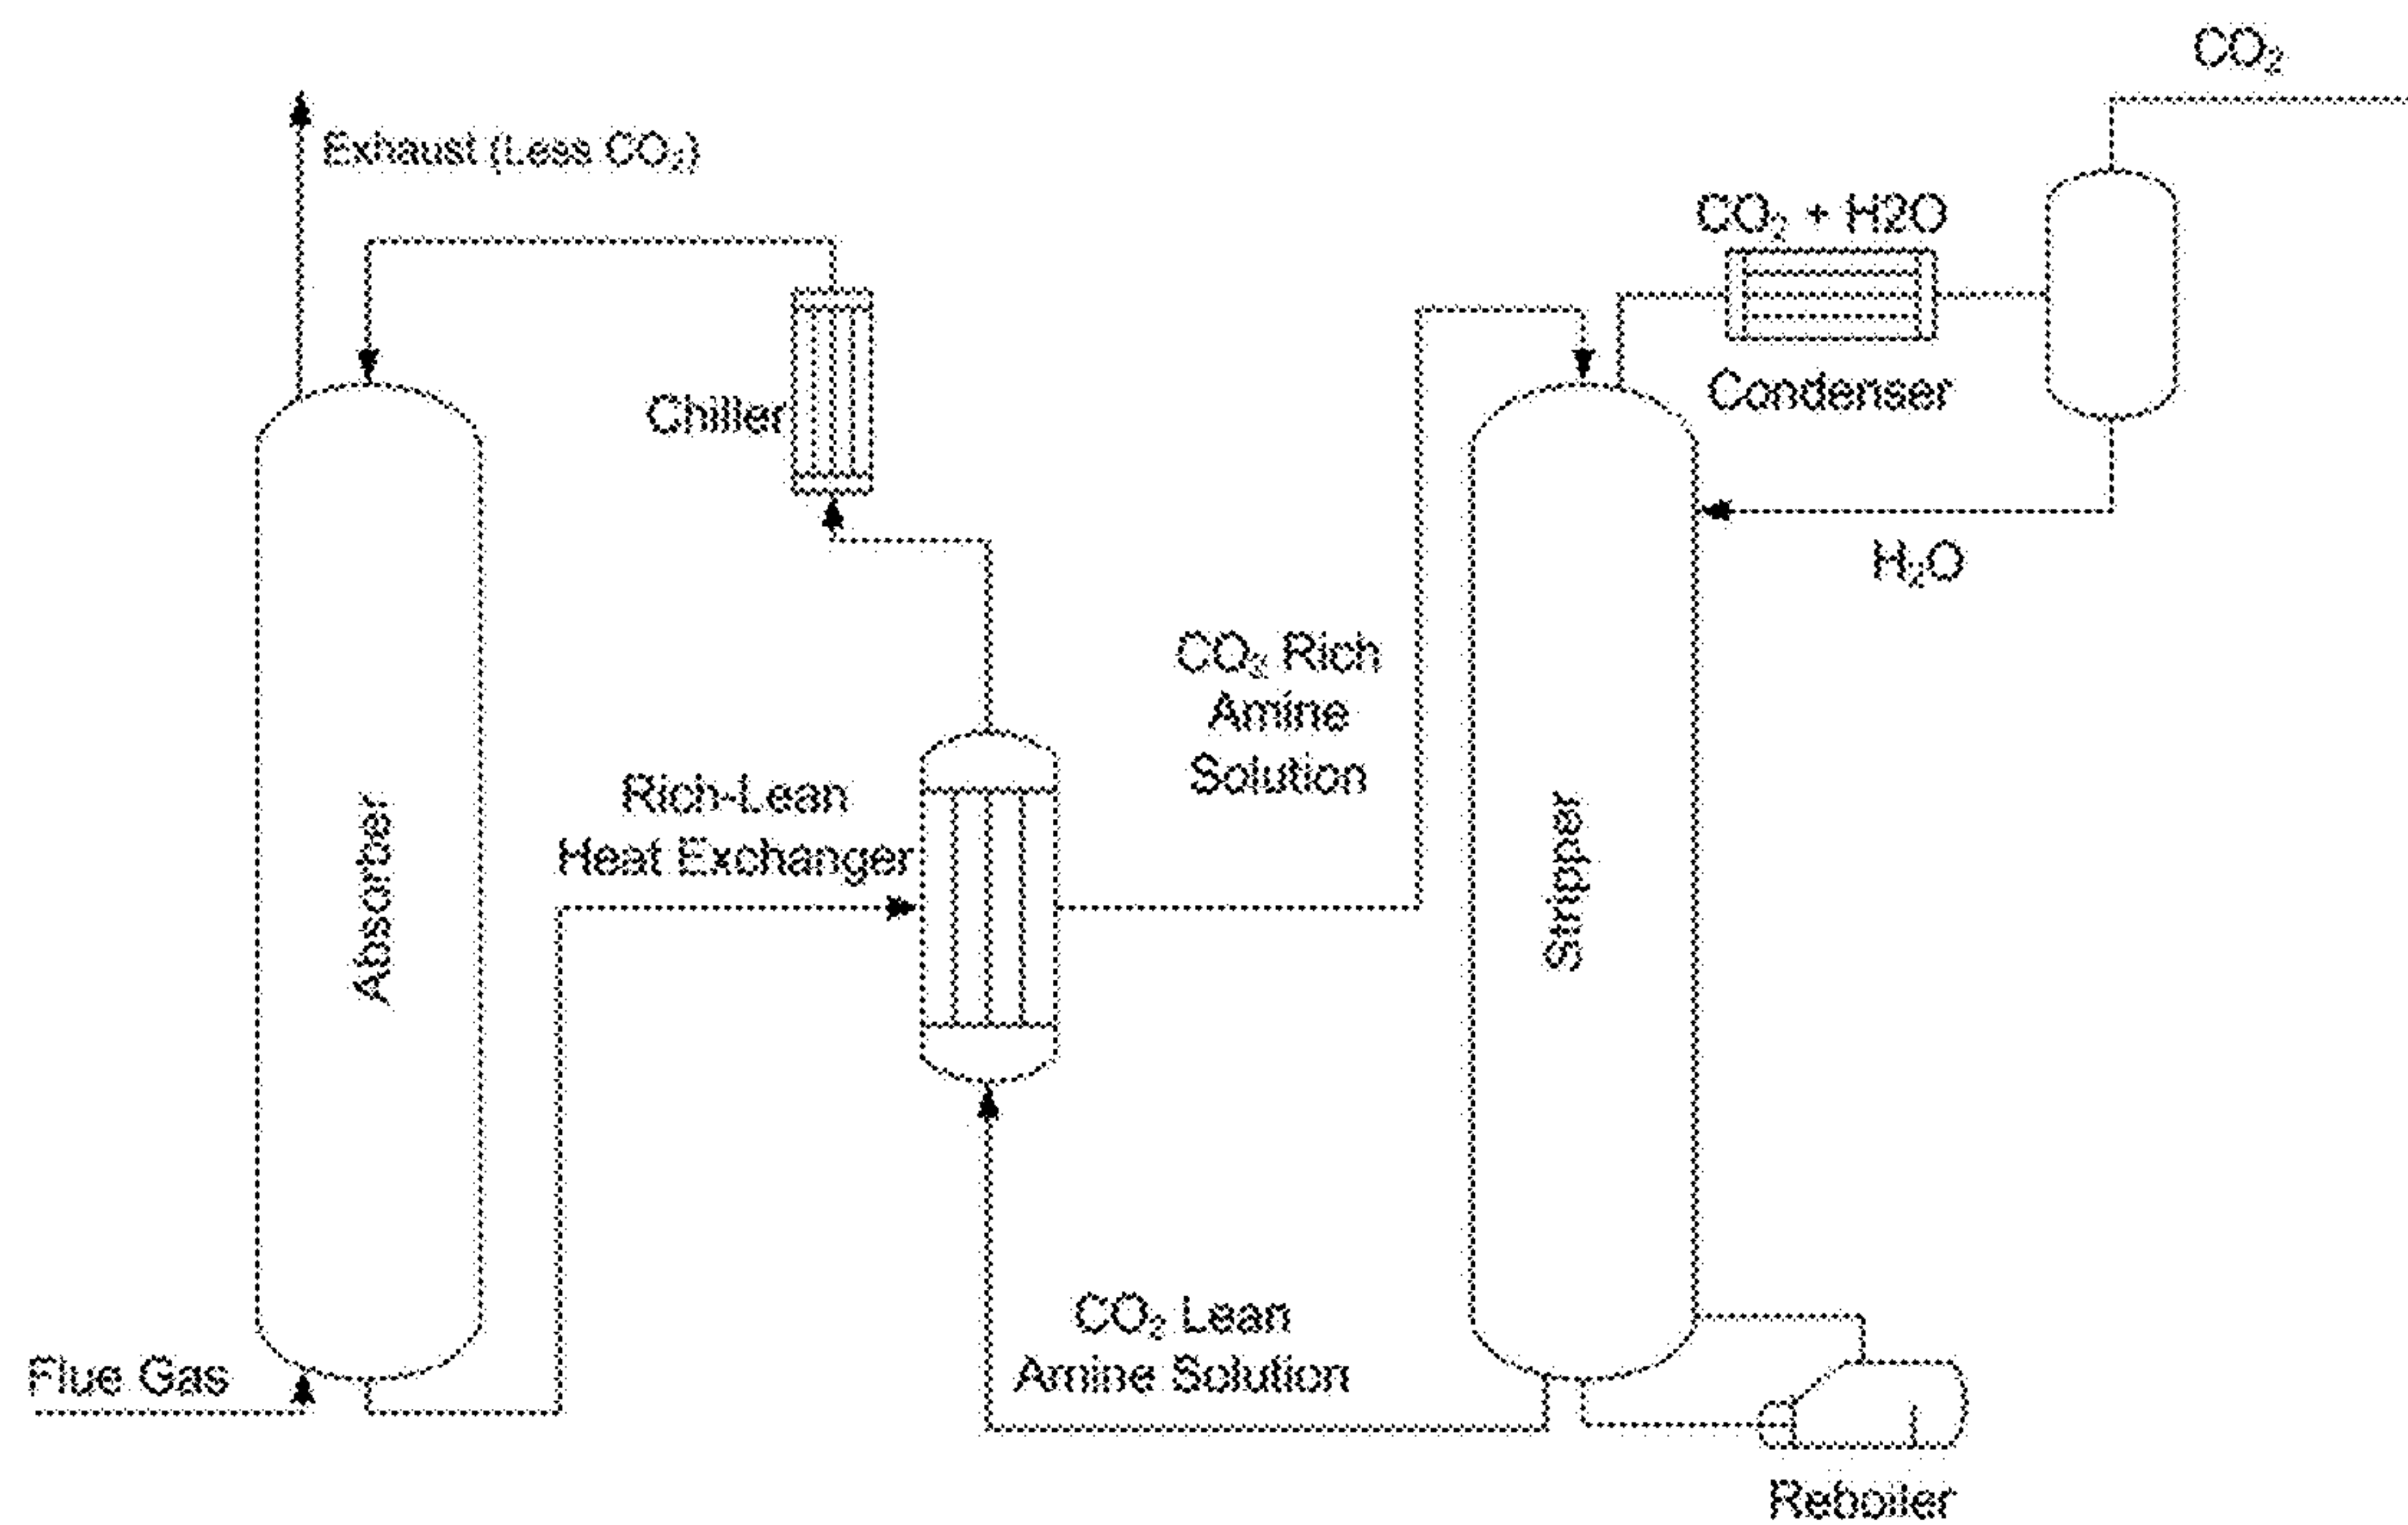 CO₂
Exhaust (Less CO₂)
CO₂ + H2O
Chiller
Condenser
H₂O
CO₂ Rich
Amine
Solution
Rich-Lean
Heat Exchanger
Absorber
Stripper
CO₂ Lean
Amine Solution
Flue Gas
Reboiler